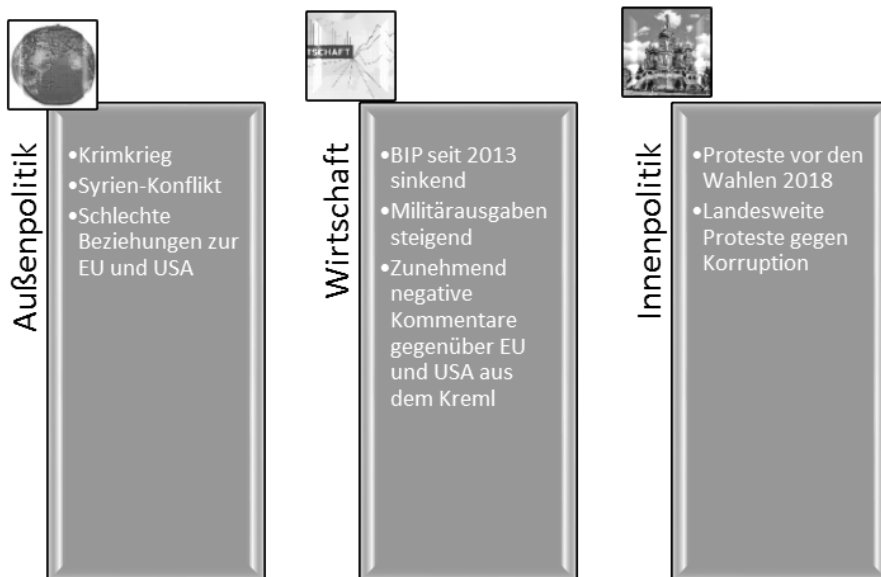 Außenpolitik
•Krimkrieg
•Syrien-Konflikt
•Schlechte
Beziehungen zur
EU und USA
TSCHAFT
Wirtschaft
•BIP seit 2013
sinkend
•Militärausgaben
steigend
•Zunehmend
negative
Kommentare
gegenüber EU
und USA aus
dem Kreml
Innenpolitik
•Proteste vor den
Wahlen 2018
•Landesweite
Proteste gegen
Korruption